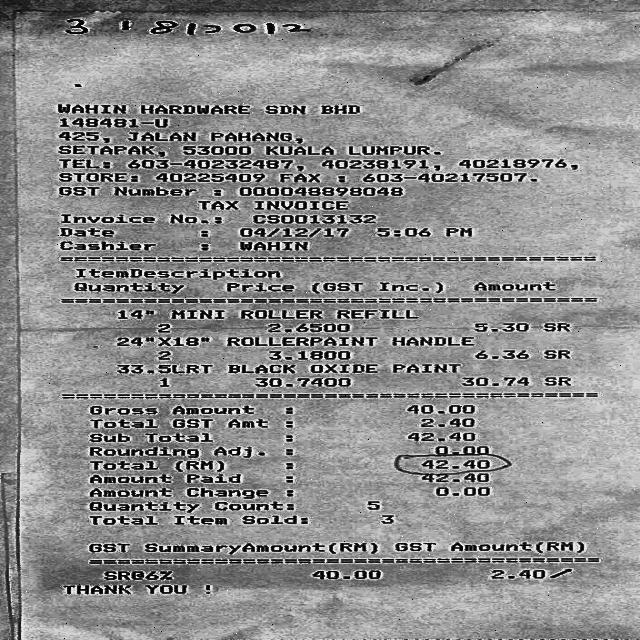 WAHIN HARDWARE SDN BHD
148481-U
425, JALAN PAHANG,
SETAPAK, 53000 KUALA LUMPUR.
TEL: 603-40232487, 40238191, 40218976,
STORE: 40225409 FAX : 603-40217507.
GST Number : 000048898048
TAX INVOICE
Invoice No.: CS0013132
Date : 04/12/17 5:06 PM
Cashier : WAHIN
ItemDescription
Quantity Price (GST Inc.) Amount
14" MINI ROLLER REFILL
2 2.6500 5.30 SR
24"X18" ROLLERPAINT HANDLE
2 3.1800 6.36 SR
33.5LRT BLACK OXIDE PAINT
1 30.7400 30.74 SR
Gross Amount : 40.00
Total GST Amt : 2.40
Sub Total : 42.40
Rounding Adj. : 0.00
Total (RM) : 42.40
Amount Paid : 42.40
Amount Change : 0.00
Quantity Count: 5
Total Item Sold: 3
GST SummaryAmount(RM) GST Amount(RM)
SR@6% 40.00 2.40
THANK YOU !